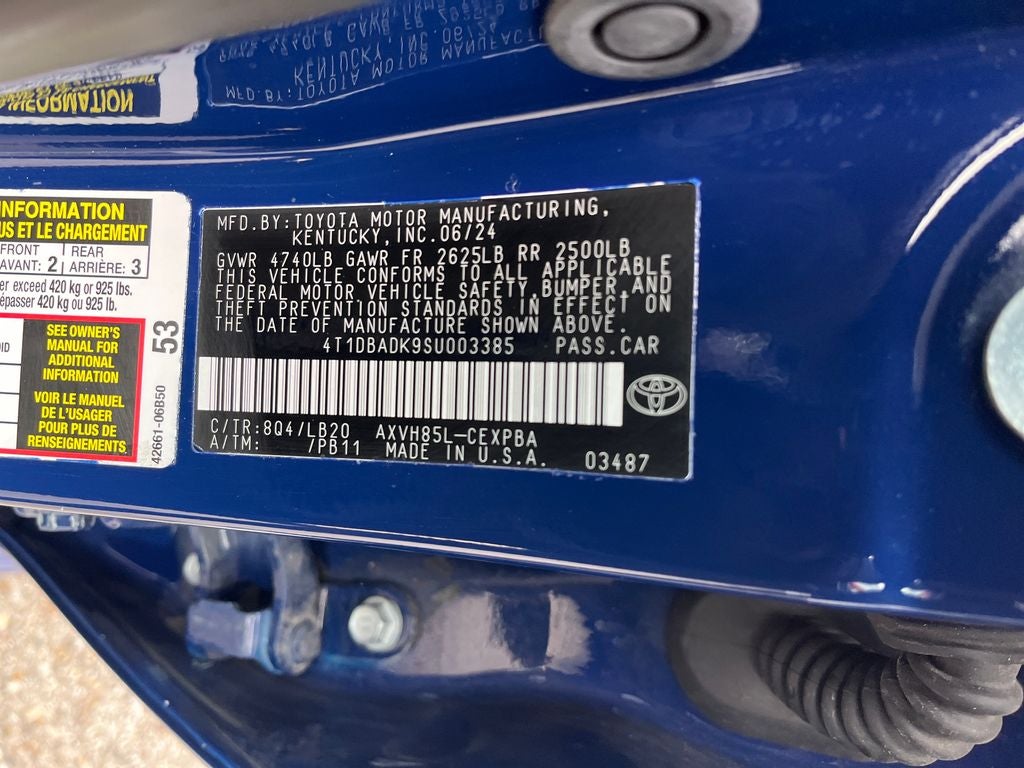 INFORMATION
US ET LE CHARGEMENT
FRONT
AVANT: 2
REAR
ARRIÈRE: 3
er exceed 420 kg or 925 lbs.
épasser 420 kg ou 925 lb.
SEE OWNER'S
MANUAL FOR
ADDITIONAL
INFORMATION
VOIR LE MANUEL
DE L'USAGER
POUR PLUS DE
RENSEIGNEMENTS
53
42661-06B50
MFD.BY:TOYOTA MOTOR MANUFACTURING,
KENTUCKY,INC.06/24
GVWR 4740LB GAWR FR 2625LB RR 2500LB
THIS VEHICLE CONFORMS TO ALL APPLICABLE
FEDERAL MOTOR VEHICLE SAFETY,BUMPER,AND
THEFT PREVENTION STANDARDS IN EFFECT ON
THE DATE OF MANUFACTURE SHOWN ABOVE.
4T1DBADK9SU003385 PASS.CAR
C/TR:8Q4/LB20 AXVH85L-CEXPBA
A/TM: /PB11 MADE IN U.S.A. 03487